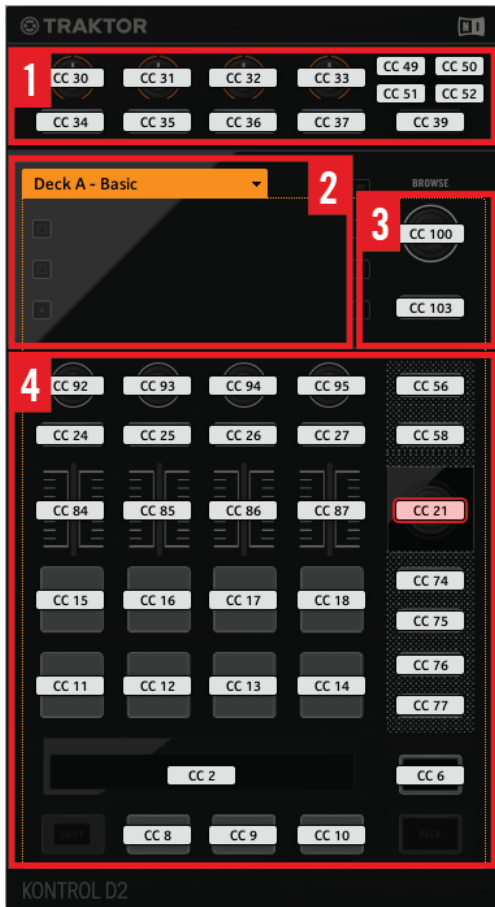 TRAKTOR
1
CC 30 CC 31 CC 32 CC 33 CC 49 CC 50
CC 51 CC 52
CC 34 CC 35 CC 36 CC 37 CC 39
2
Deck A - Basic
BROWSE
3
CC 100
CC 103
4
CC 92 CC 93 CC 94 CC 95 CC 56
CC 24 CC 25 CC 26 CC 27 CC 58
CC 84 CC 85 CC 86 CC 87 CC 21
CC 15 CC 16 CC 17 CC 18 CC 74
CC 75
CC 11 CC 12 CC 13 CC 14 CC 76
CC 77
CC 2 CC 6
SHIFT CC 8 CC 9 CC 10 DECK
KONTROL D2